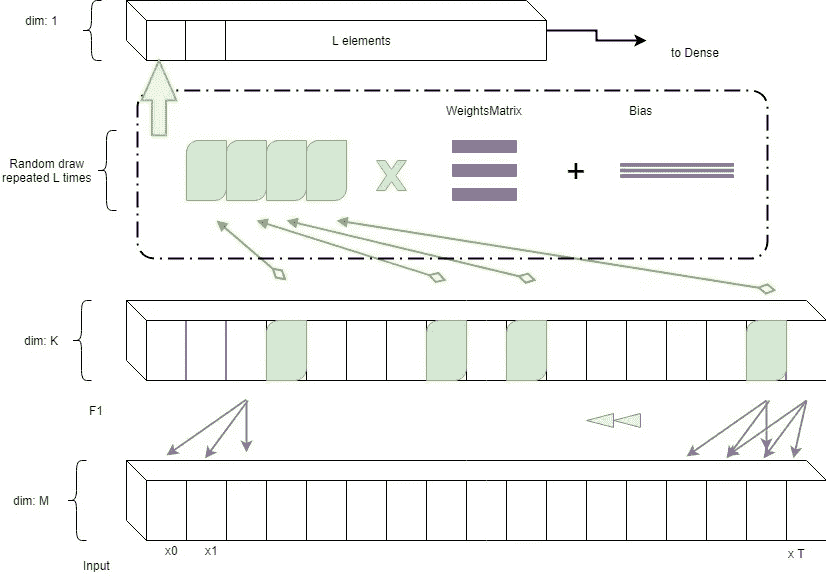 dim: 1
L elements
to Dense
WeightsMatrix
Bias
Random draw
repeated L times
X
+
dim: K
F1
dim: M
x0
x1
x T
Input